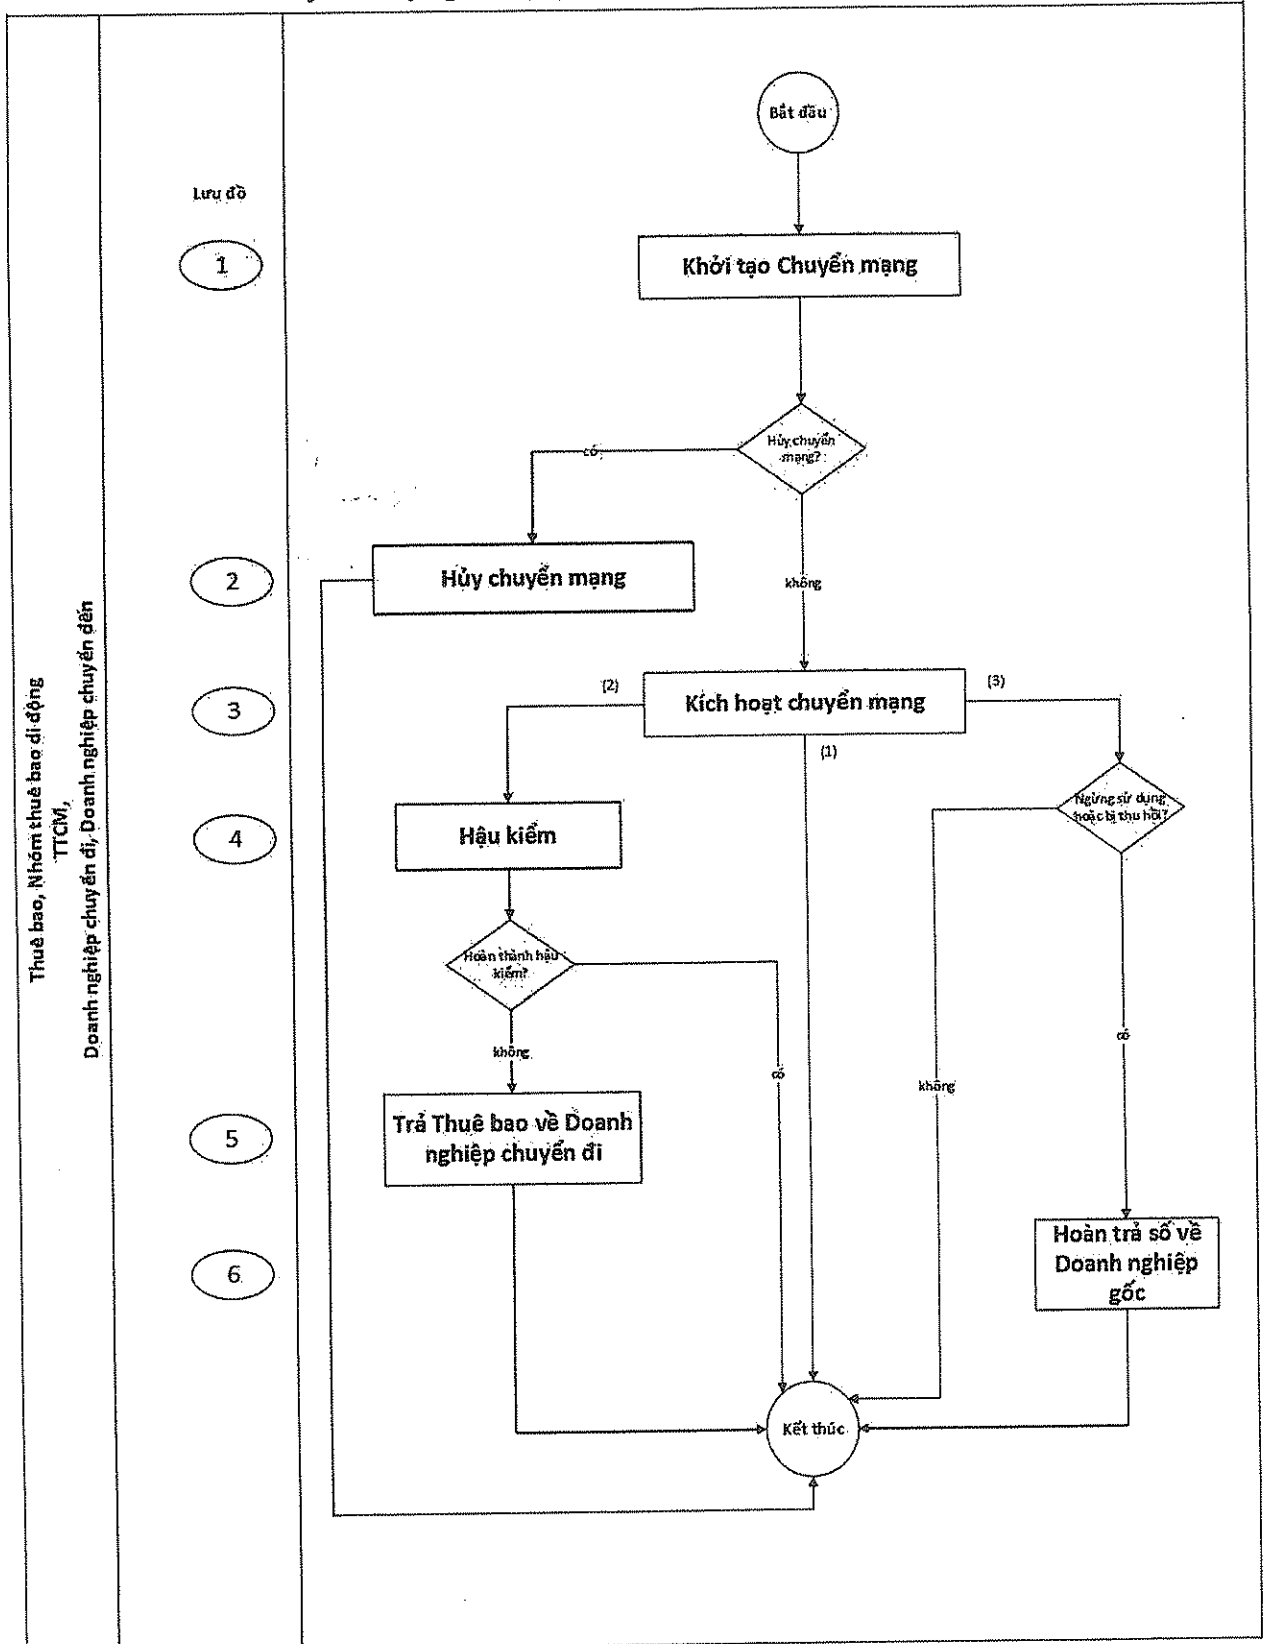 Bắt đầu
Lưu đồ
1
Khởi tạo Chuyển mạng
Hủy chuyển
mạng?
có
không
2
Hủy chuyển mạng
3
(2)
Kích hoạt chuyển mạng
(3)
(1)
Ngừng sử dụng
hoặc bị thu hồi?
4
Hậu kiểm
Hoàn thành hậu
kiểm?
không
có
không
có
5
Trả Thuê bao về Doanh
nghiệp chuyển đi
6
Hoàn trả số về
Doanh nghiệp
gốc
Kết thúc
Thuê bao, Nhóm thuê bao di động
TTCM,
Doanh nghiệp chuyển đi, Doanh nghiệp chuyển đến